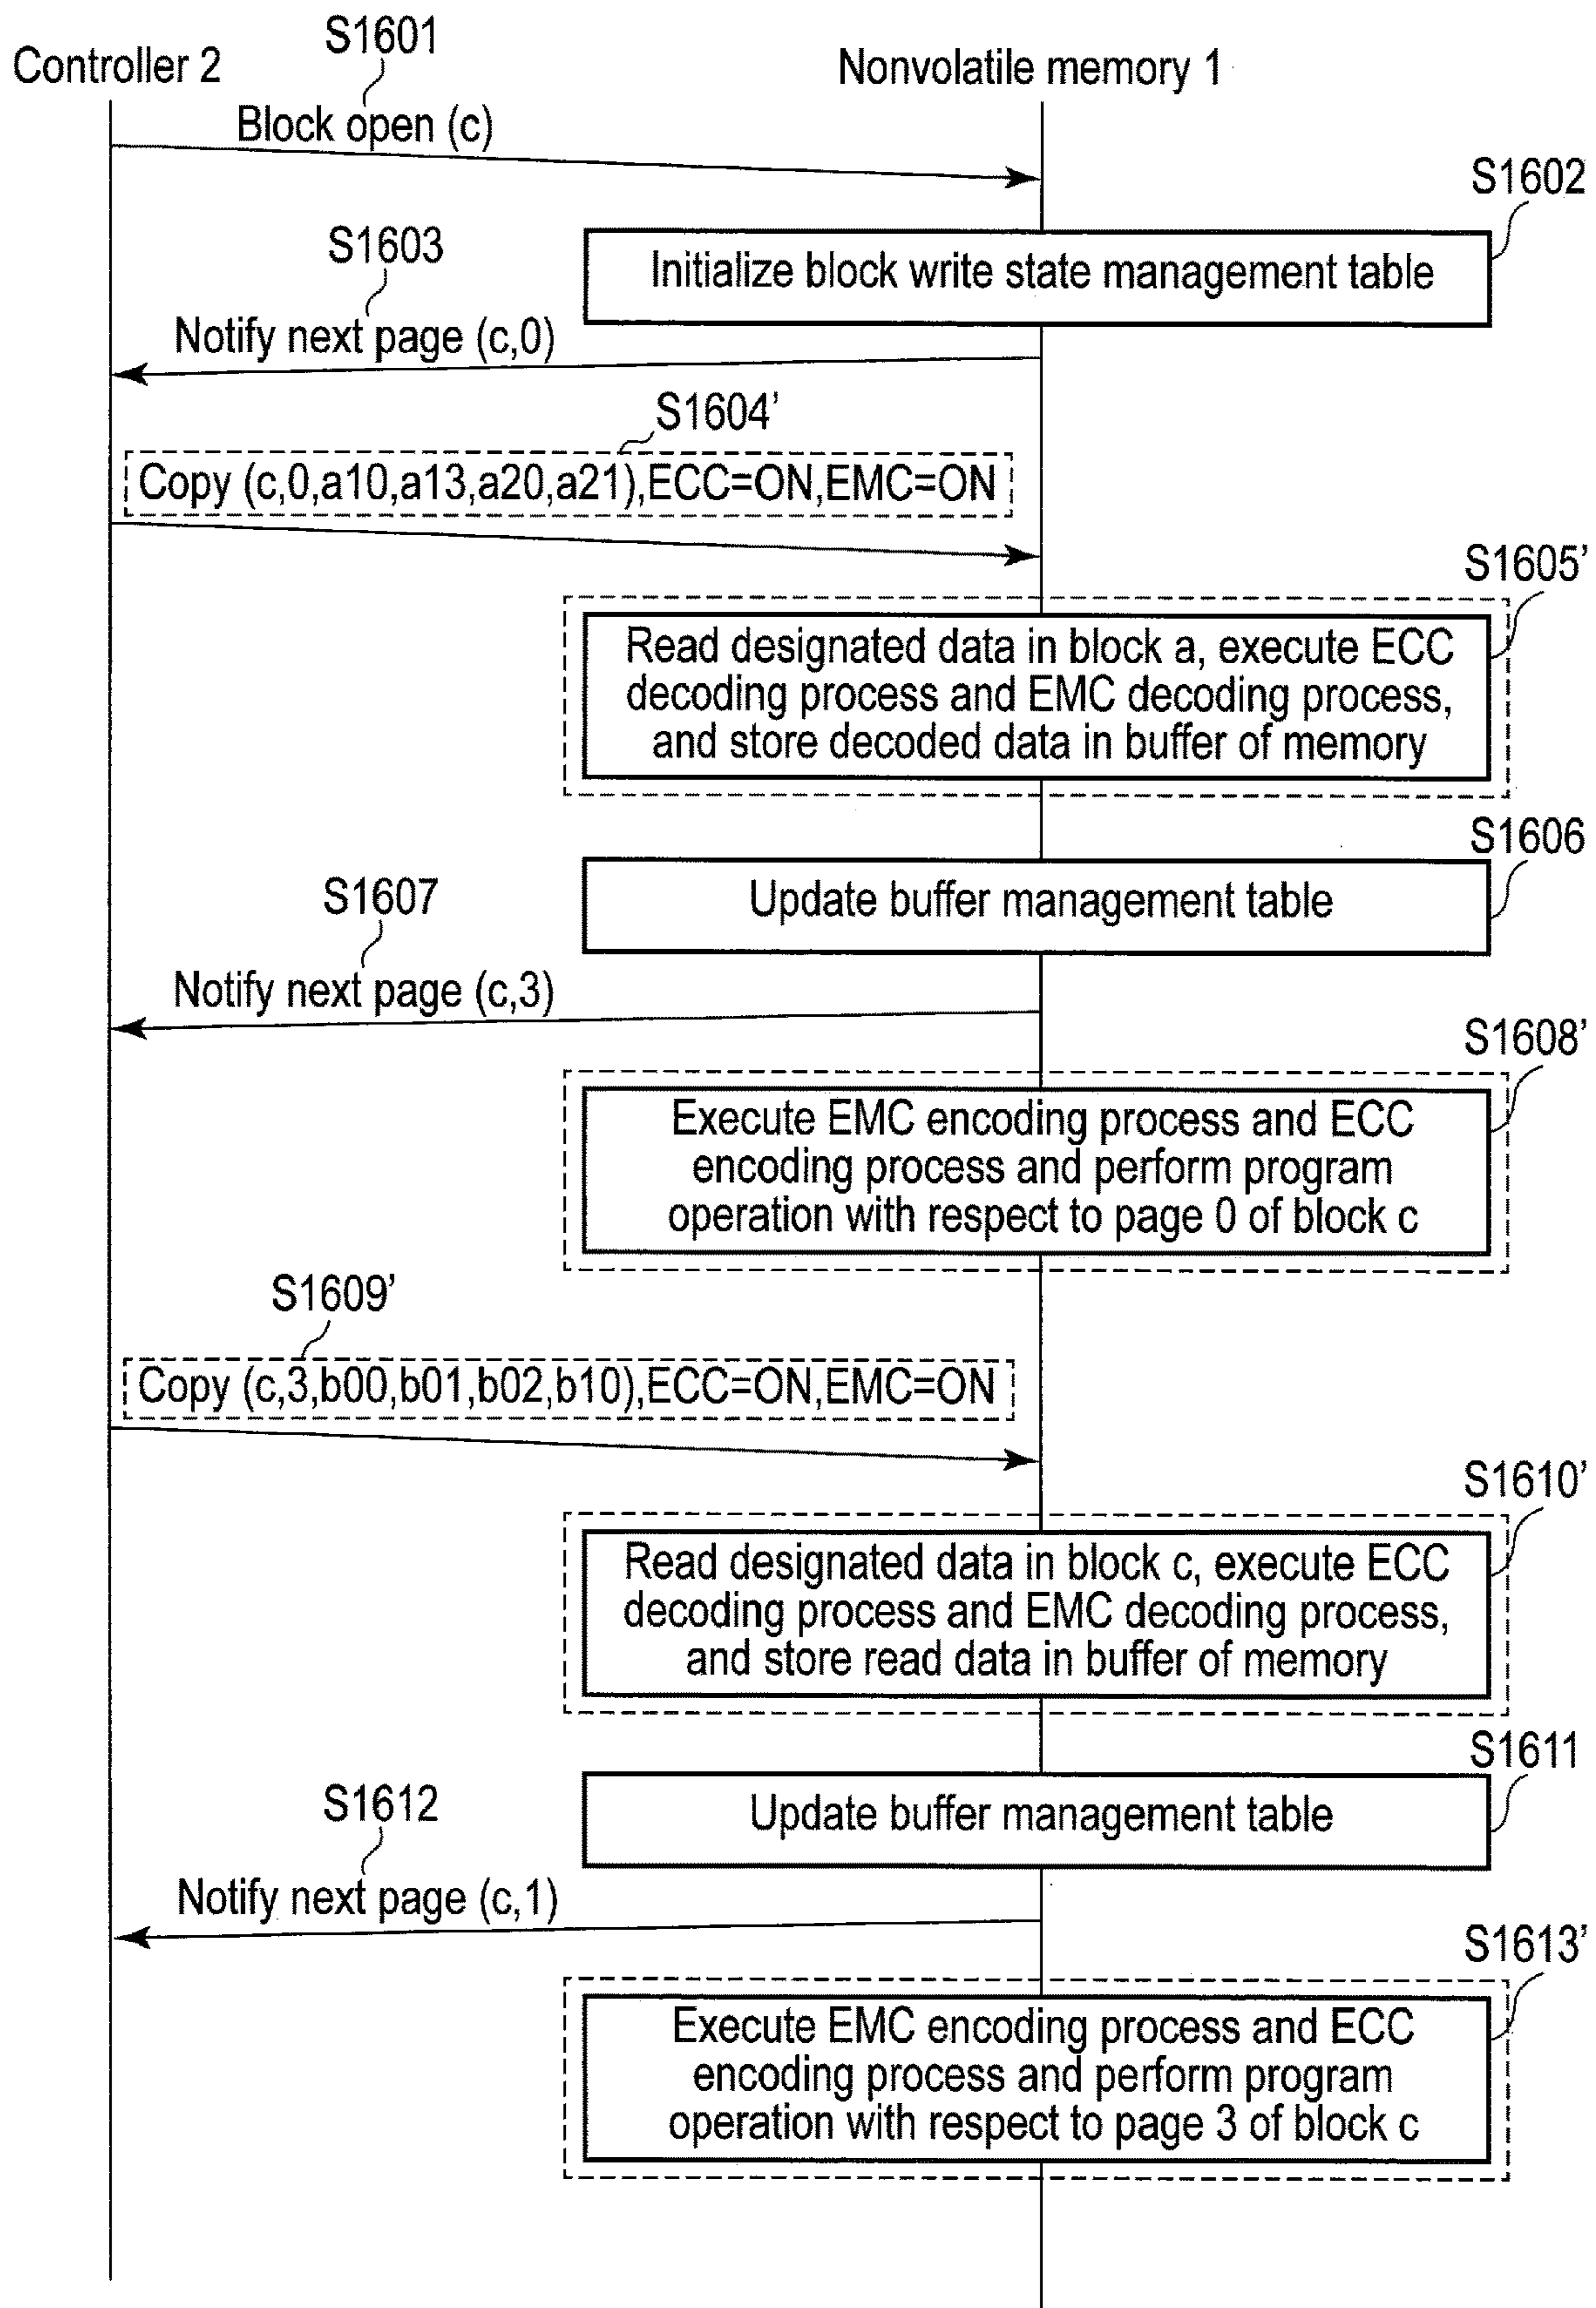 S1601
Controller 2
Nonvolatile memory 1
Block open (c)
S1602
Initialize block write state management table
S1603
Notify next page (c,0)
S1604’
Copy (c,0,a10,a13,a20,a21),ECC=ON,EMC=ON
S1605’
Read designated data in block a, execute ECC
decoding process and EMC decoding process,
and store decoded data in buffer of memory
S1606
Update buffer management table
S1607
Notify next page (c,3)
S1608’
Execute EMC encoding process and ECC
encoding process and perform program
operation with respect to page 0 of block c
S1609’
Copy (c,3,b00,b01,b02,b10),ECC=ON,EMC=ON
S1610’
Read designated data in block c, execute ECC
decoding process and EMC decoding process,
and store read data in buffer of memory
S1611
Update buffer management table
S1612
Notify next page (c,1)
S1613’
Execute EMC encoding process and ECC
encoding process and perform program
operation with respect to page 3 of block c